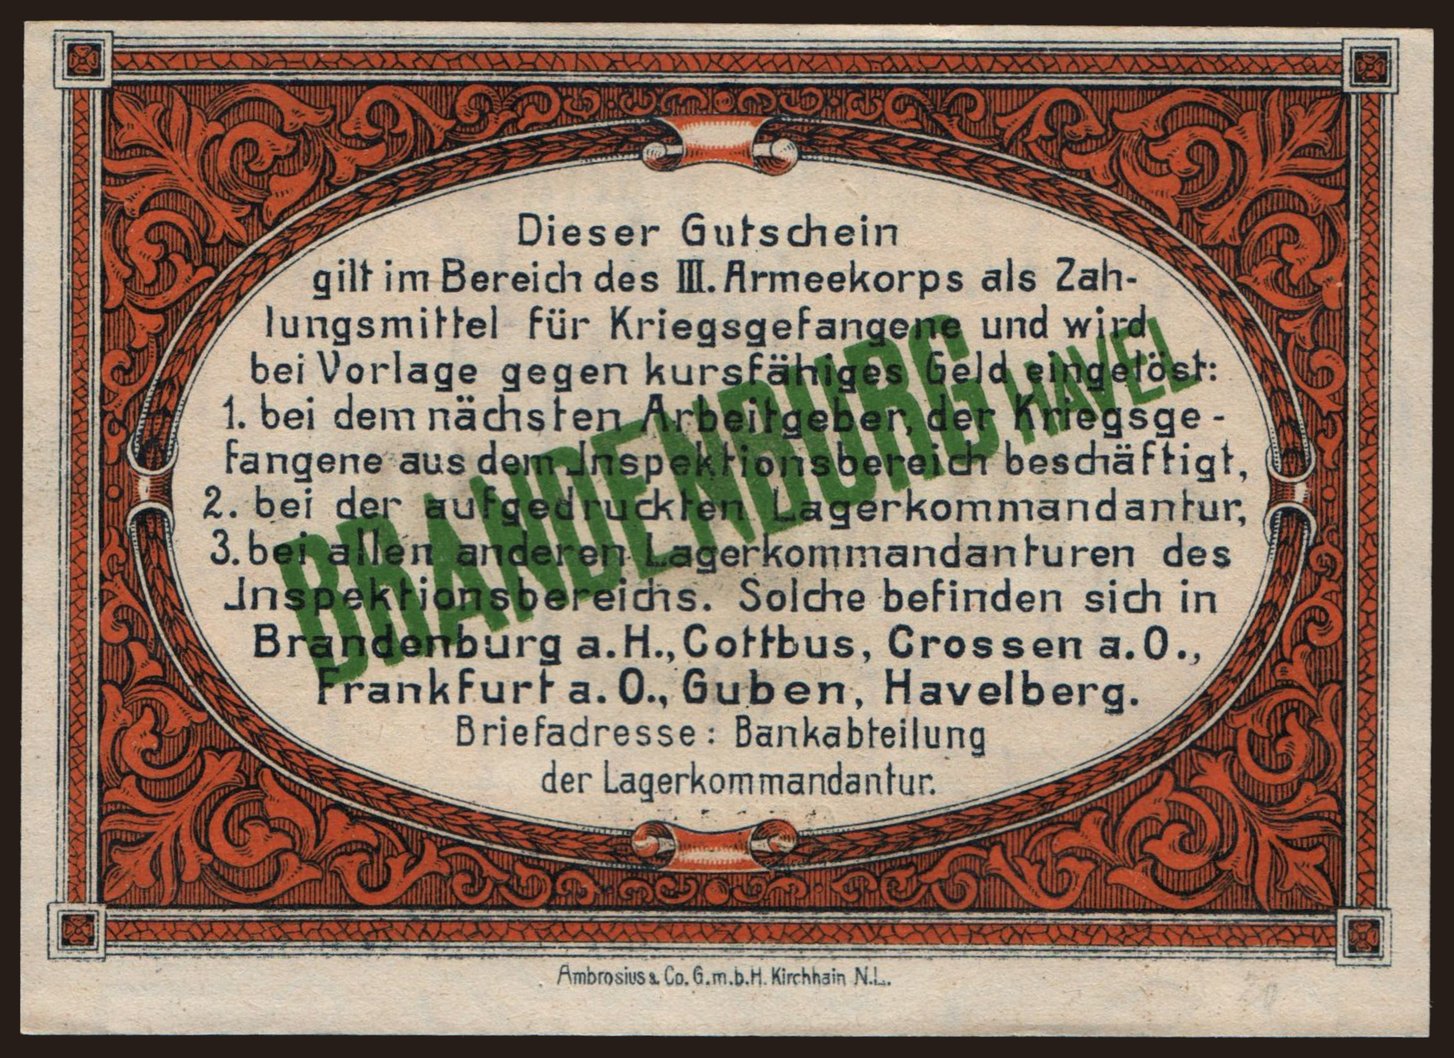 Dieser Gutschein
gilt im Bereich des III. Armeekorps als Zah-
lungsmittel für Kriegsgefangene und wird
bei Vorlage gegen kursfähiges Geld eingelöst:
1. bei dem nächsten Arbeitgeber, der Kriegsge-
fangene aus dem Inspektionsbereich beschäftigt,
2. bei der aufgedruckten Lagerkommandantur,
3. bei allen anderen Lagerkommandanturen des
Inspektionsbereichs. Solche befinden sich in
Brandenburg a.H., Cottbus, Crossen a.O.,
Frankfurt a.O., Guben, Havelberg.
Briefadresse: Bankabteilung
der Lagerkommandantur.
BRANDENBURG HAVEL
Ambrosius & Co. G.m.b.H. Kirchhain N.L.